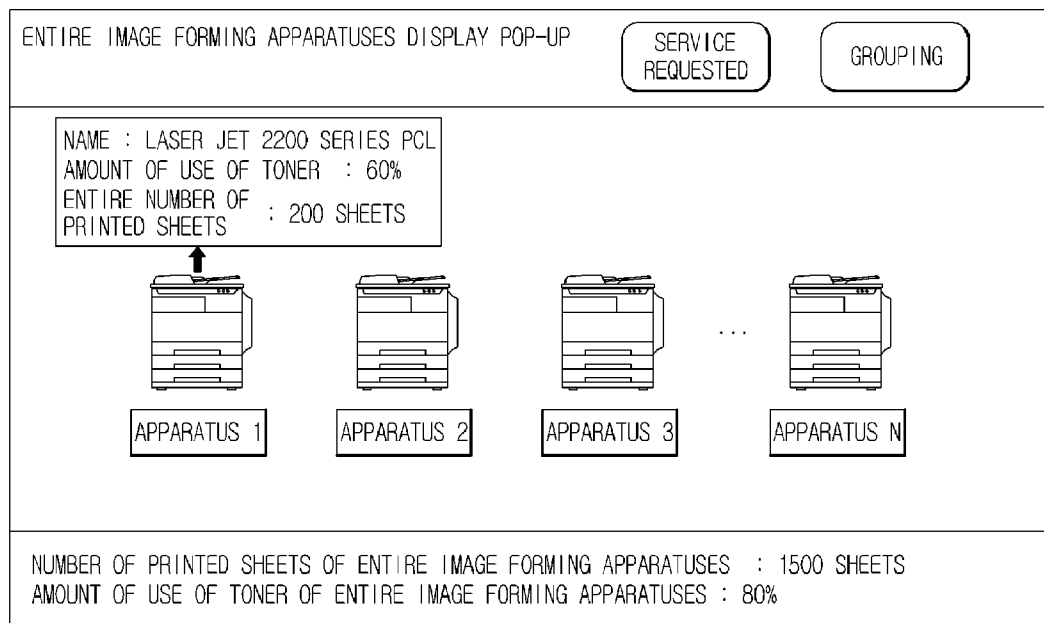 ENTIRE IMAGE FORMING APPARATUSES DISPLAY POP-UP
SERVICE
REQUESTED
GROUPING
NAME : LASER JET 2200 SERIES PCL
AMOUNT OF USE OF TONER : 60%
ENTIRE NUMBER OF
PRINTED SHEETS : 200 SHEETS
...
APPARATUS 1
APPARATUS 2
APPARATUS 3
APPARATUS N
NUMBER OF PRINTED SHEETS OF ENTIRE IMAGE FORMING APPARATUSES : 1500 SHEETS
AMOUNT OF USE OF TONER OF ENTIRE IMAGE FORMING APPARATUSES : 80%